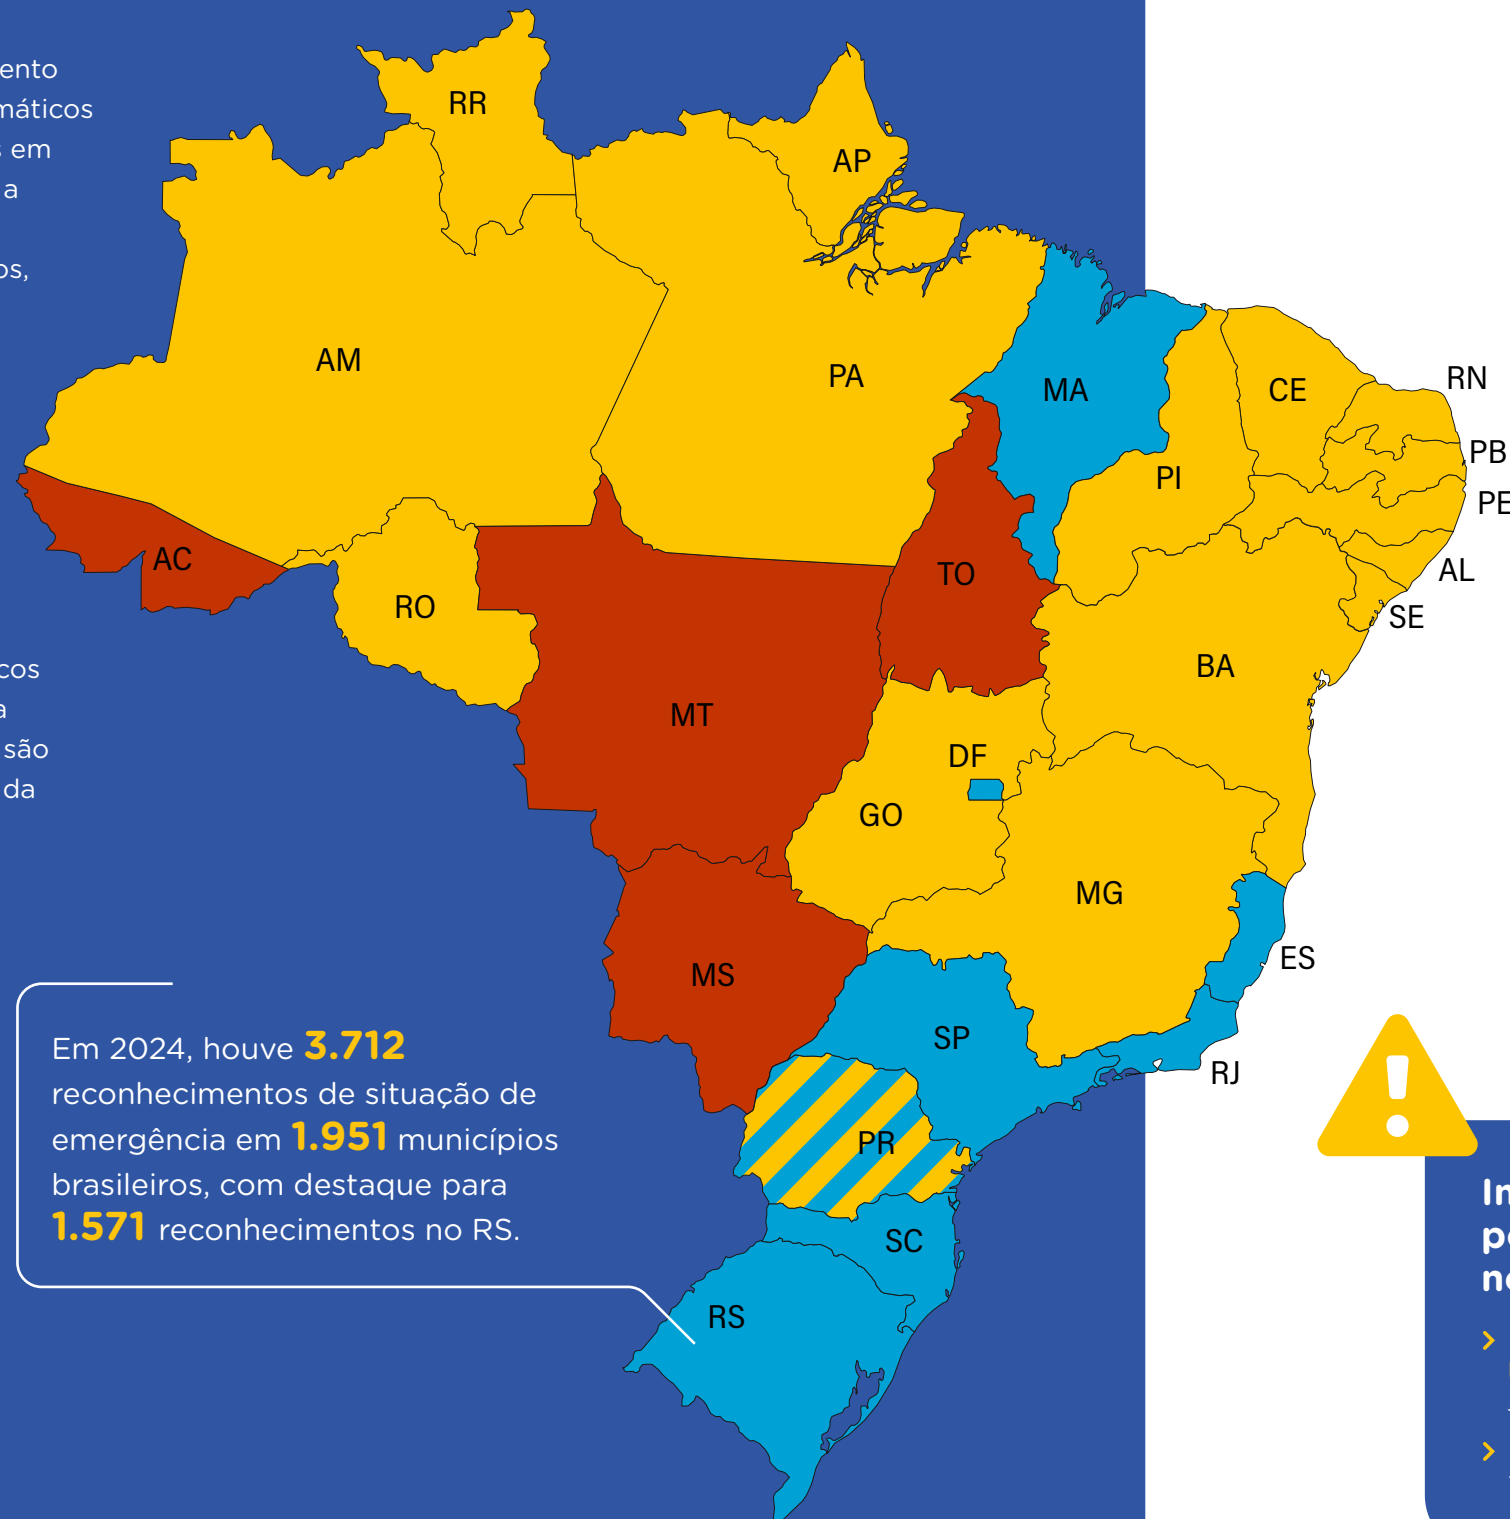 ento
máticos
s em
a
os,
cos
a
são
da
RR
AP
AM
PA
MA
CE
RN
PB
PE
PI
AC
TO
AL
RO
SE
BA
MT
DF
GO
MG
ES
MS
SP
RJ
PR
SC
RS
Em 2024, houve 3.712
reconhecimentos de situação de
emergência em 1.951 municípios
brasileiros, com destaque para
1.571 reconhecimentos no RS.
In
po
no